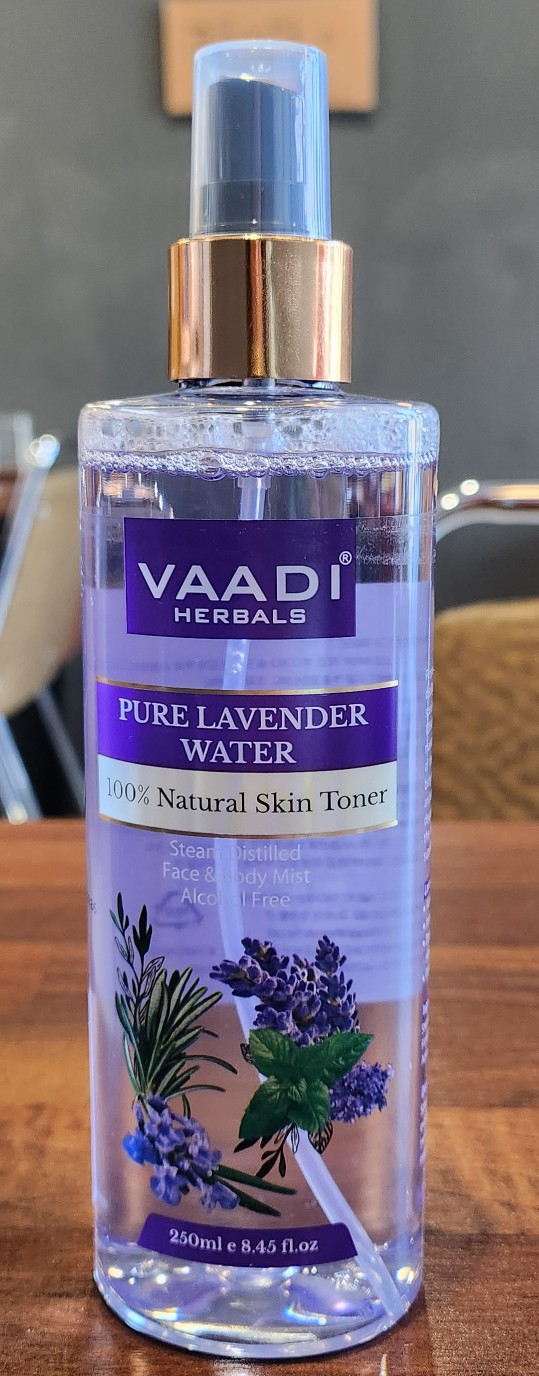 VAADI®
HERBALS
PURE LAVENDER
WATER
100% Natural Skin Toner
Steam Distilled
Face & Body Mist
Alcohol Free
250ml e 8.45 fl.oz